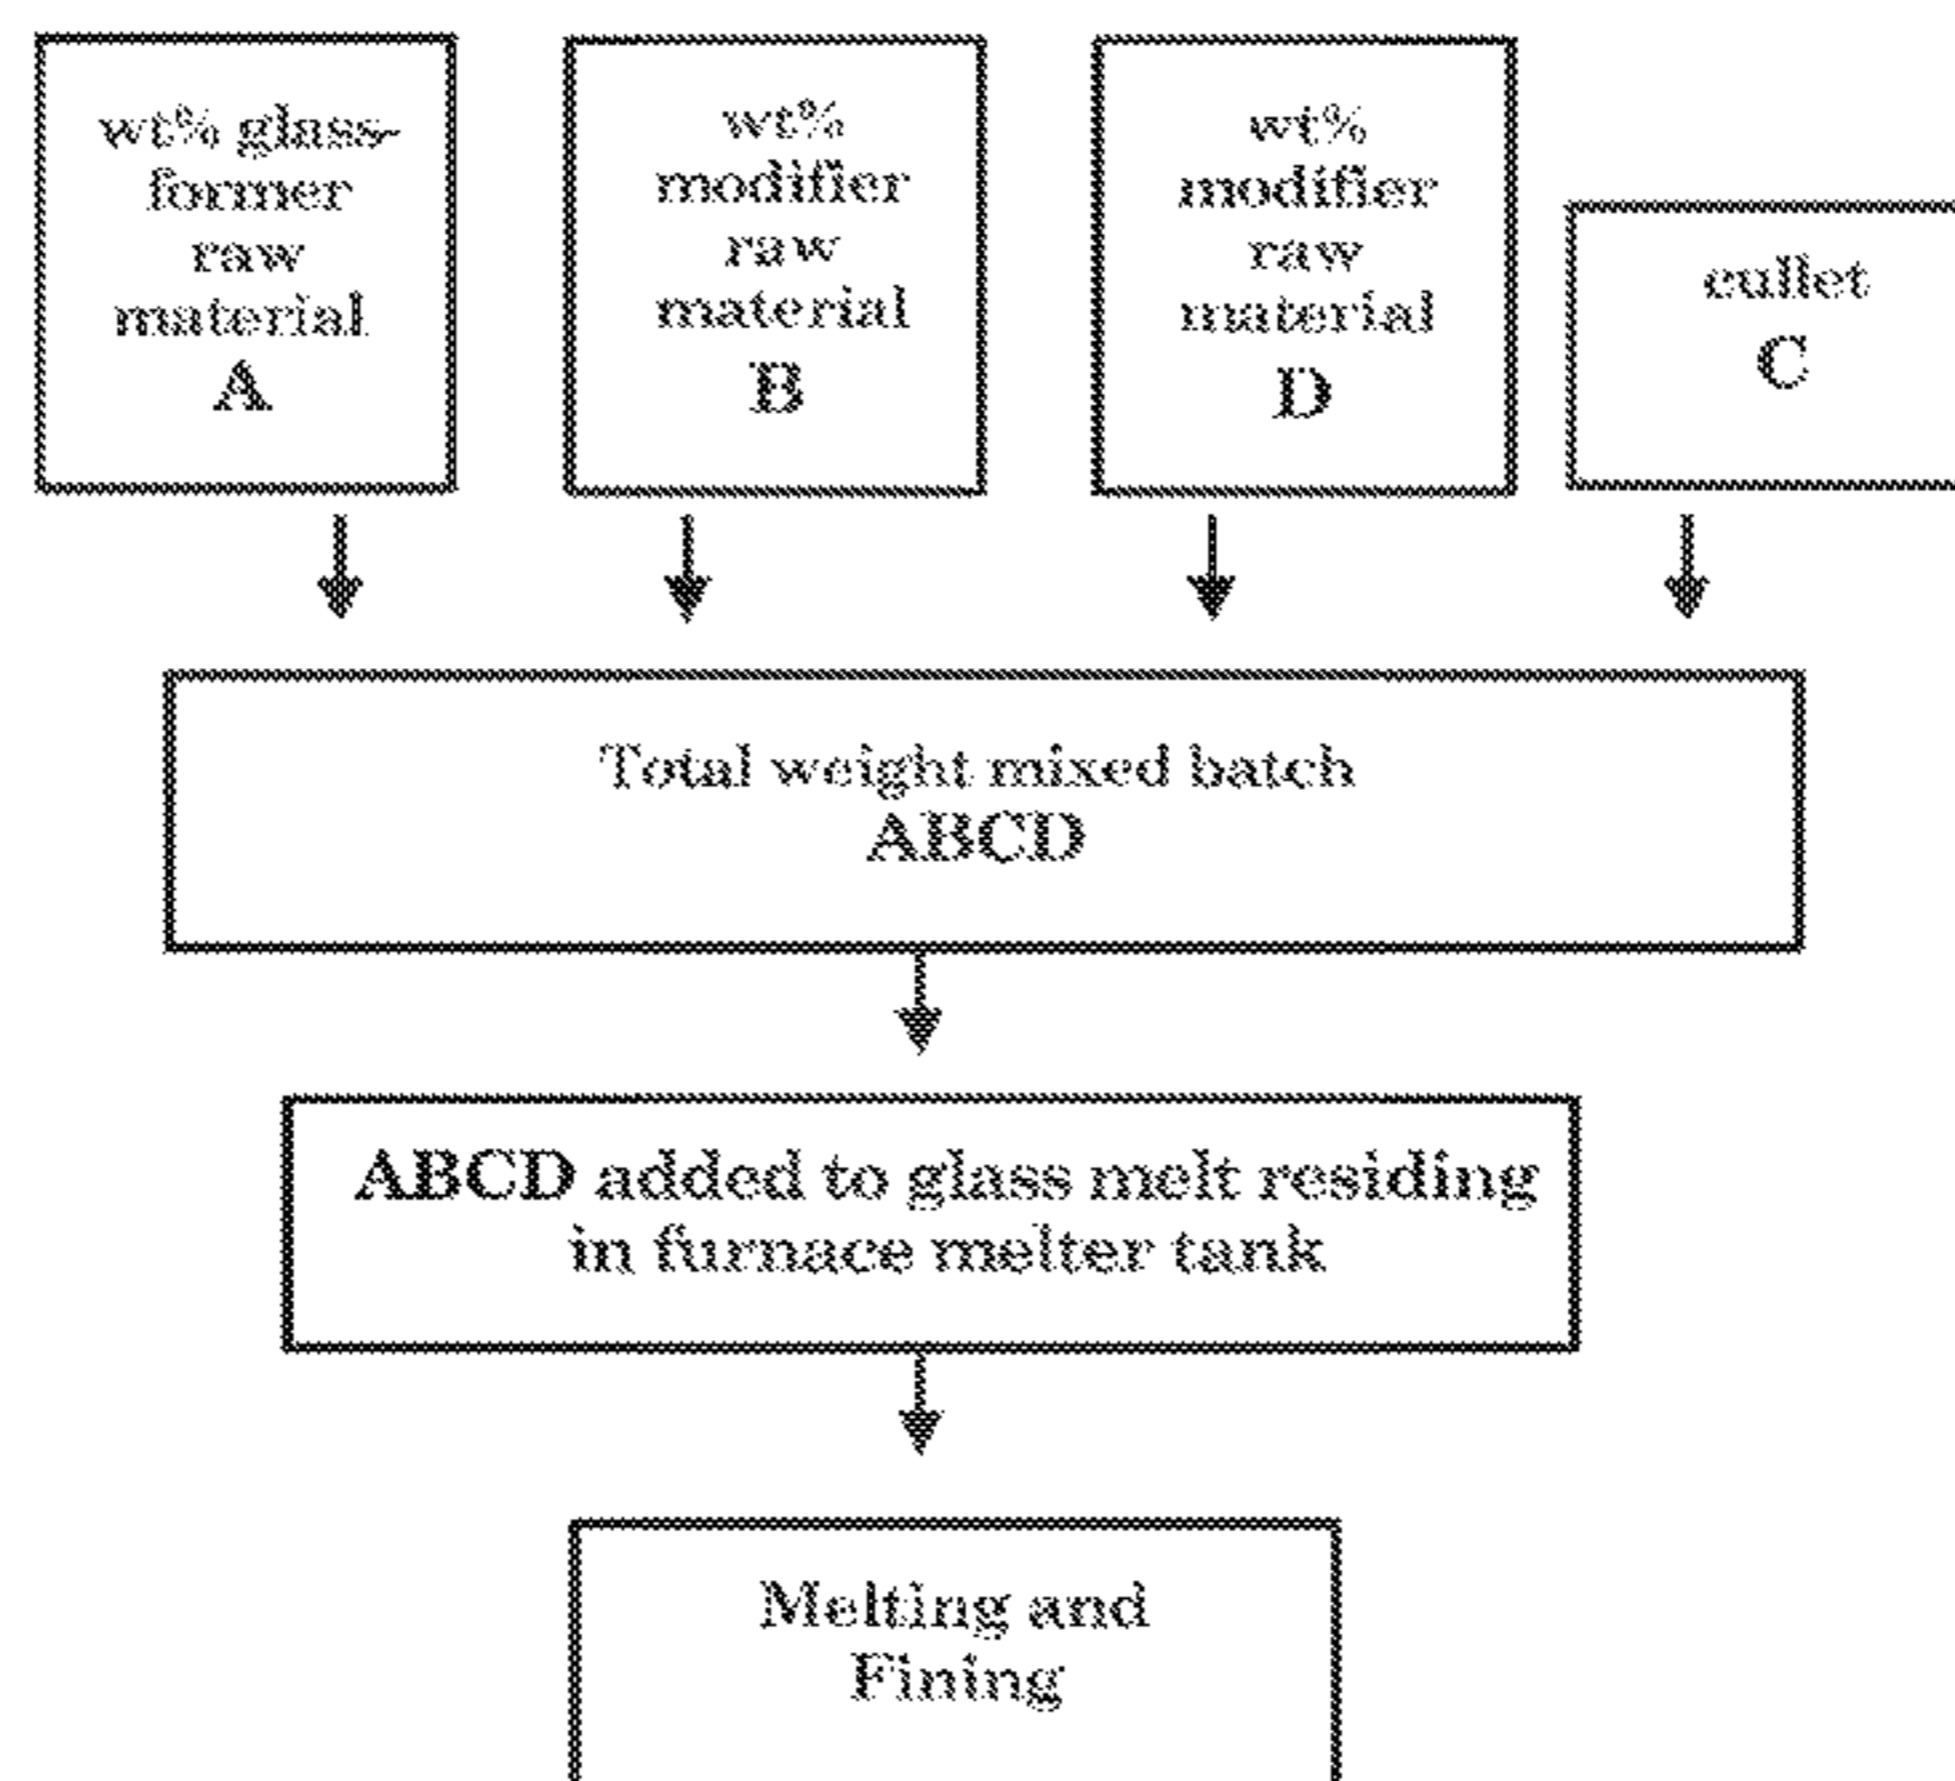 wt% glass-
former
raw
material
A
wt%
modifier
raw
material
B
wt%
modifier
raw
material
D
cullet
C
Total weight mixed batch
ABCD
ABCD added to glass melt residing
in furnace melter tank
Melting and
Fining